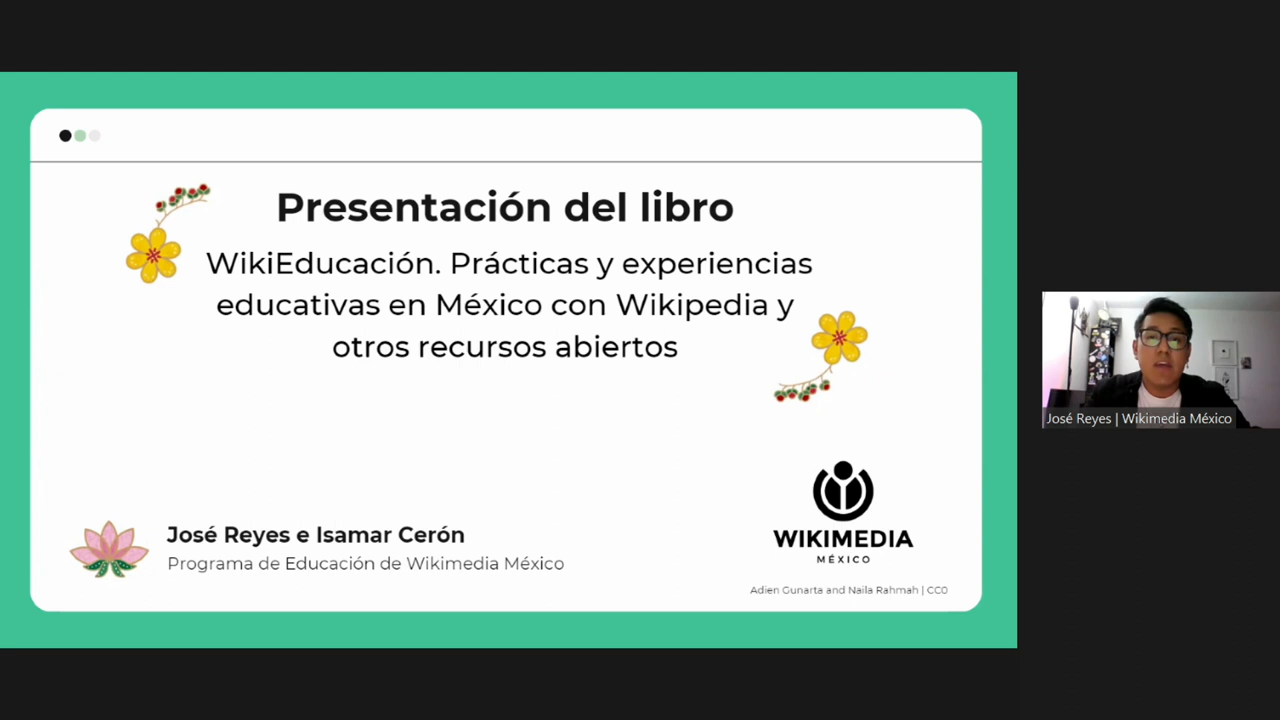 Presentación del libro
WikiEducación. Prácticas y experiencias
educativas en México con Wikipedia y
otros recursos abiertos
José Reyes e Isamar Cerón
Programa de Educación de Wikimedia México
WIKIMEDIA
MÉXICO
Adien Gunarta and Naila Rahmah | CC0
José Reyes | Wikimedia México